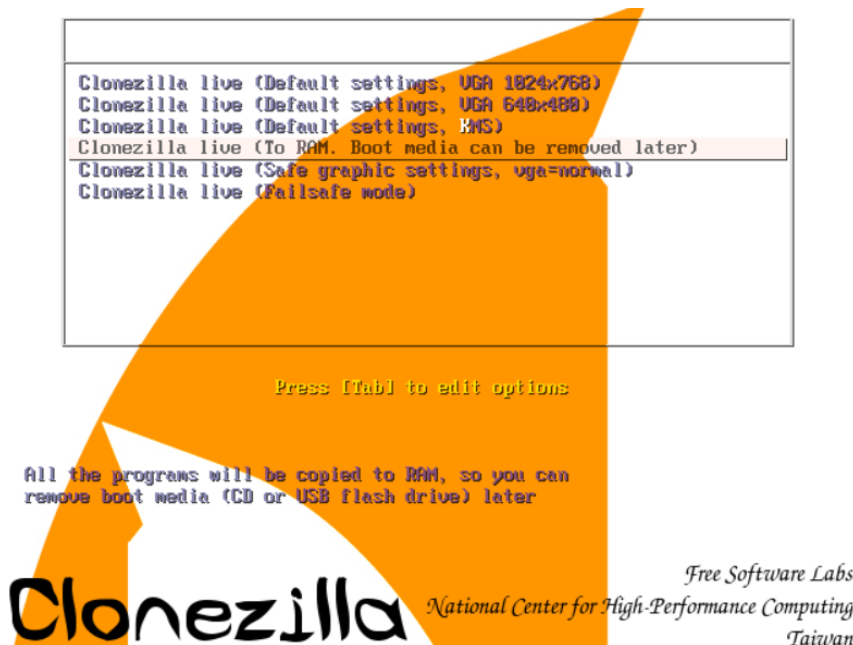 Clonezilla live (Default settings, VGA 1024x768)
Clonezilla live (Default settings, VGA 640x480)
Clonezilla live (Default settings, KMS)
Clonezilla live (To RAM. Boot media can be removed later)
Clonezilla live (Safe graphic settings, vga=normal)
Clonezilla live (Failsafe mode)
Press [Tab] to edit options
All the programs will be copied to RAM, so you can
remove boot media (CD or USB flash drive) later
Clonezilla
Free Software Labs
National Center for High-Performance Computing
Taiwan